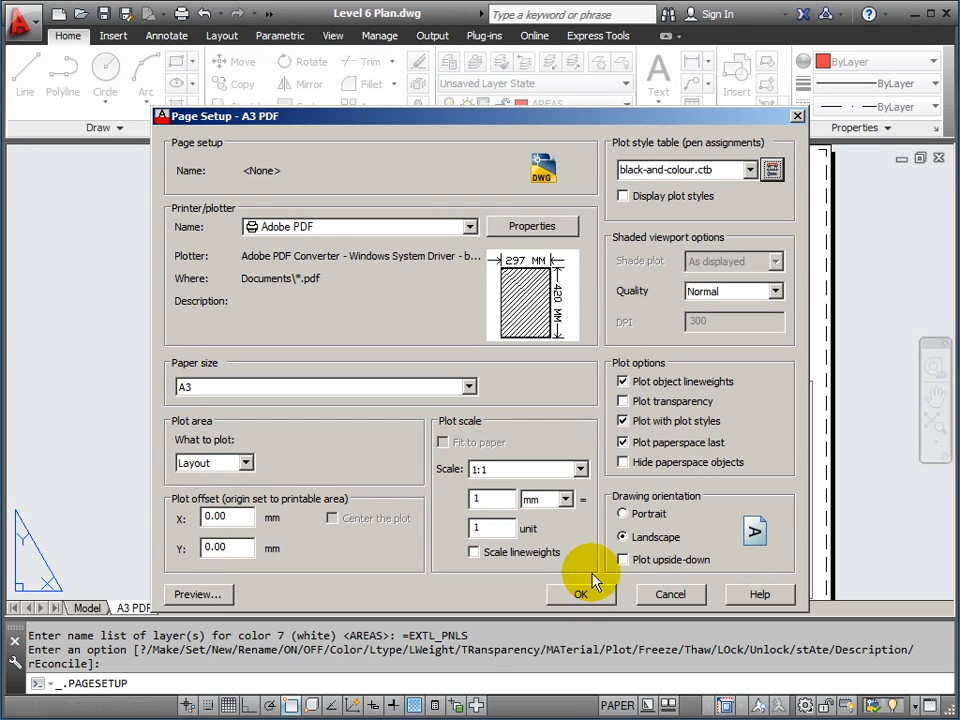 Level 6 Plan.dwg
Type a keyword or phrase
Sign In
Home
Insert
Annotate
Layout
Parametric
View
Manage
Output
Plug-ins
Online
Express Tools
Line
Polyline
Circle
Arc
Move
Rotate
Trim
Copy
Mirror
Fillet
Unsaved Layer State
AREAS
Text
Insert
ByLayer
ByLayer
ByLayer
Draw
Properties
Page Setup - A3 PDF
Page setup
Name: <None>
DWG
Printer/plotter
Name: Adobe PDF
Properties
Plotter: Adobe PDF Converter - Windows System Driver - b...
Where: Documents\*.pdf
Description:
297 MM
420 MM
Paper size
A3
Plot area
What to plot:
Layout
Plot offset (origin set to printable area)
X: 0.00 mm
Center the plot
Y: 0.00 mm
Plot scale
Fit to paper
Scale: 1:1
1 mm =
1 unit
Scale lineweights
Plot style table (pen assignments)
black-and-colour.ctb
Display plot styles
Shaded viewport options
Shade plot As displayed
Quality Normal
DPI 300
Plot options
Plot object lineweights
Plot transparency
Plot with plot styles
Plot paperspace last
Hide paperspace objects
Drawing orientation
Portrait
Landscape
A
Plot upside-down
Preview...
OK
Cancel
Help
Y
X
Model
A3 PDF
Enter name list of layer(s) for color 7 (white) <AREAS>: =EXTL_PNLS
Enter an option [?/Make/Set/New/Rename/ON/OFF/Color/Ltype/LWeight/TRansparency/MATerial/Plot/Freeze/Thaw/LOck/Unlock/stAte/Description/
rEconcile]:
_.PAGESETUP
PAPER